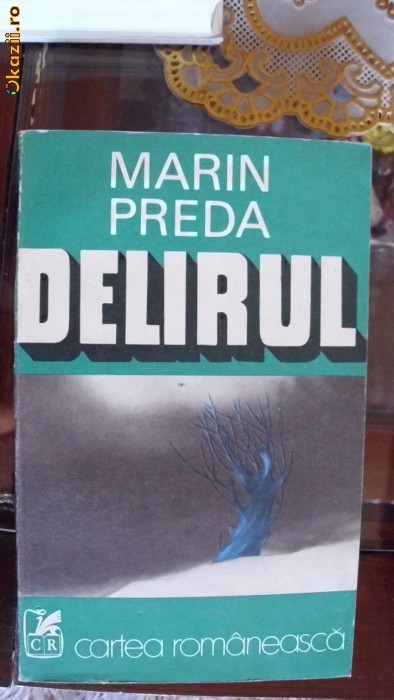 Okazii.ro
MARIN
PREDA
DELIRUL
CR
cartea românească